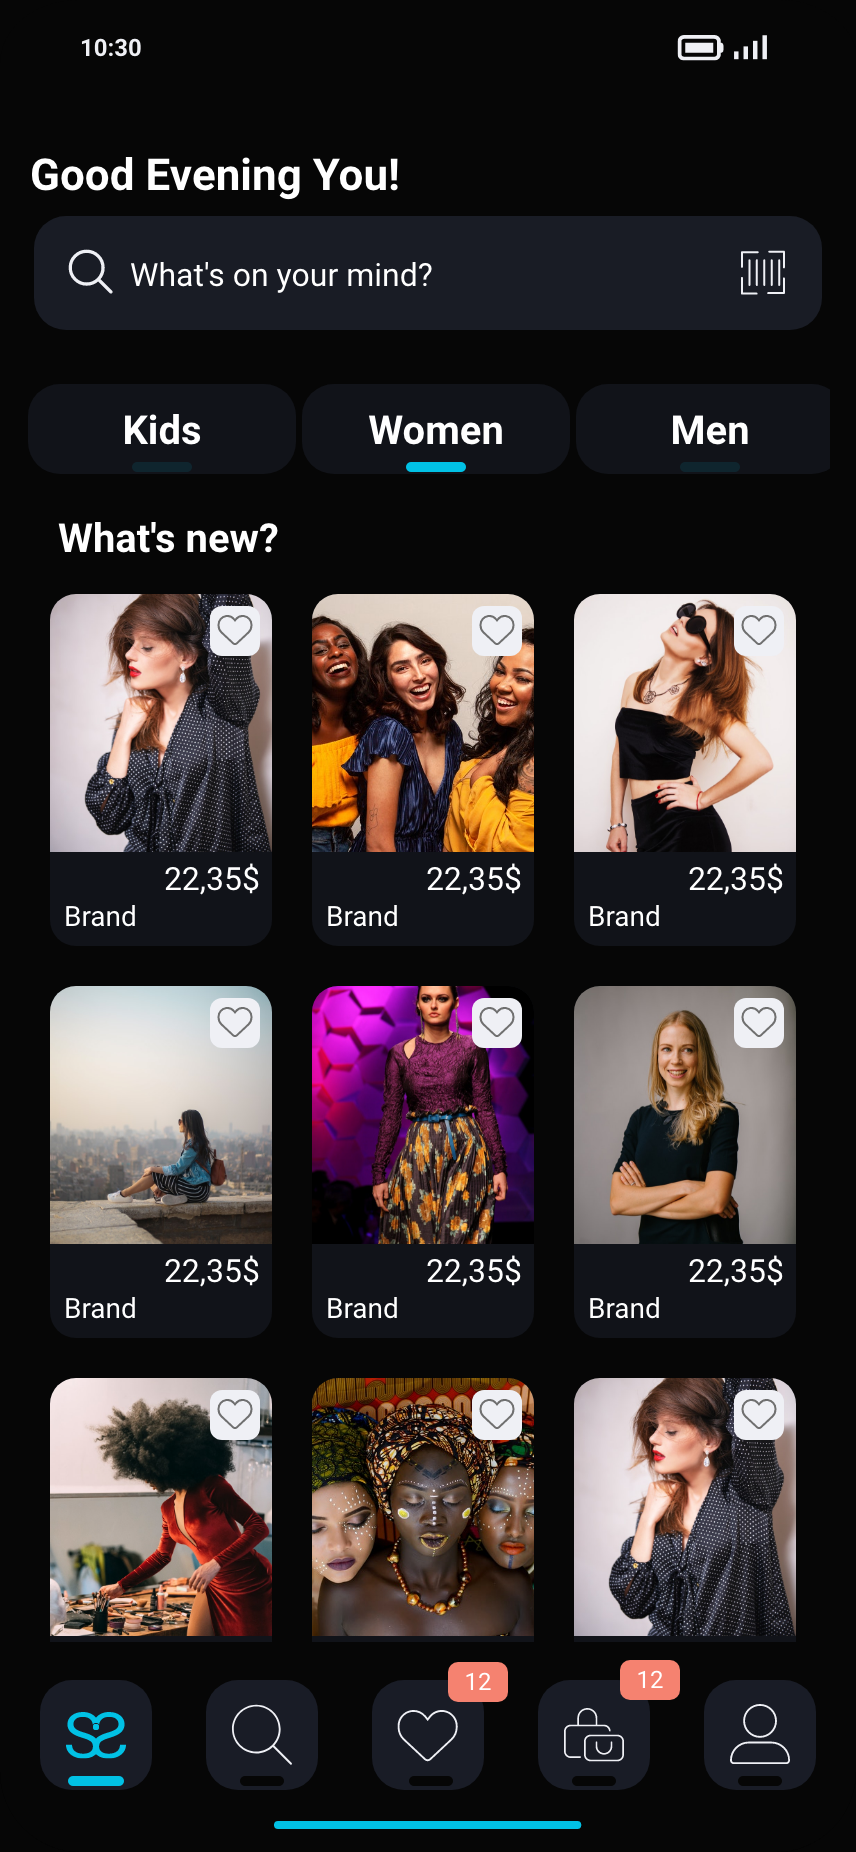 10:30
Good Evening You!
What's on your mind?
Kids
Women
Men
What's new?
22,35$
Brand
22,35$
Brand
22,35$
Brand
22,35$
Brand
22,35$
Brand
22,35$
Brand
12
12